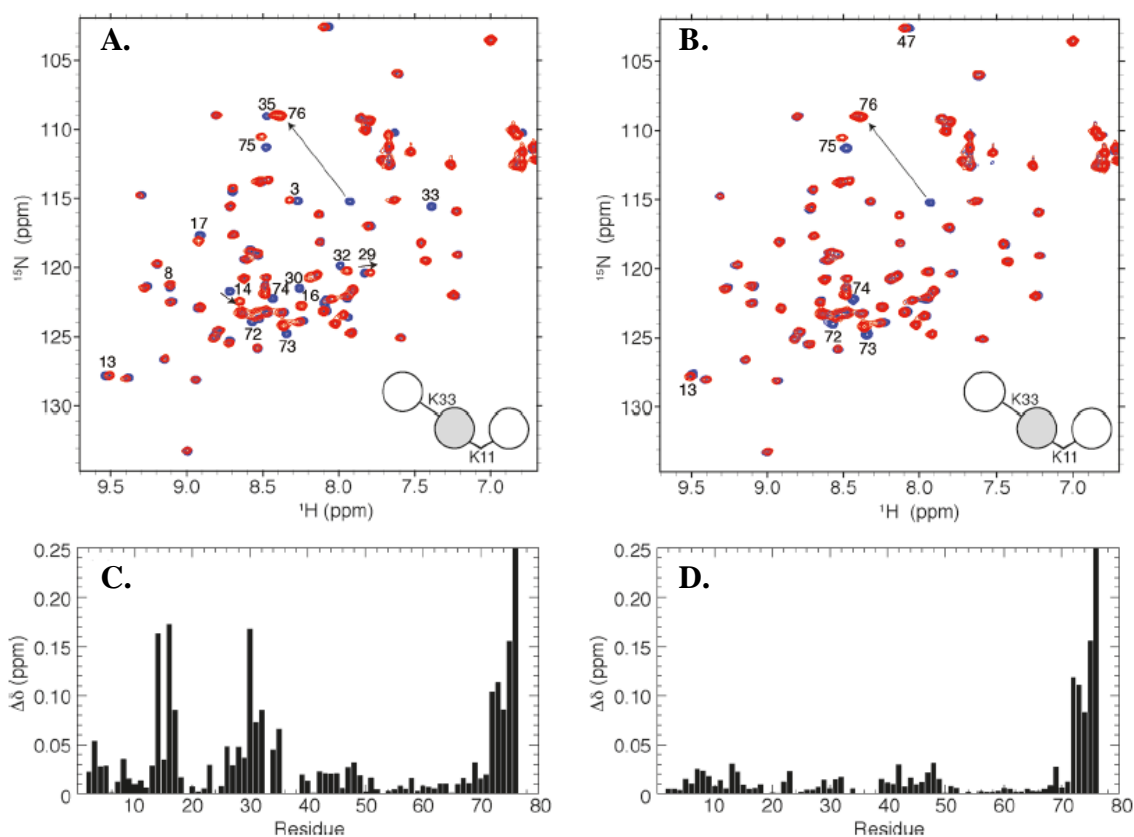 A.
105
110
115
120
125
130
¹⁵N (ppm)
35
76
75
3
33
17
32
29
8
30
14
74
16
72
73
13
K33
K11
9.5 9.0 8.5 8.0 7.5 7.0
¹H (ppm)
B.
105
110
115
120
125
130
¹⁵N (ppm)
47
76
75
74
72
73
13
K33
K11
9.5 9.0 8.5 8.0 7.5 7.0
¹H (ppm)
C.
0.25
0.20
0.15
0.10
0.05
0
Δδ (ppm)
10 20 30 40 50 60 70 80
Residue
D.
0.25
0.20
0.15
0.10
0.05
0
Δδ (ppm)
10 20 30 40 50 60 70 80
Residue